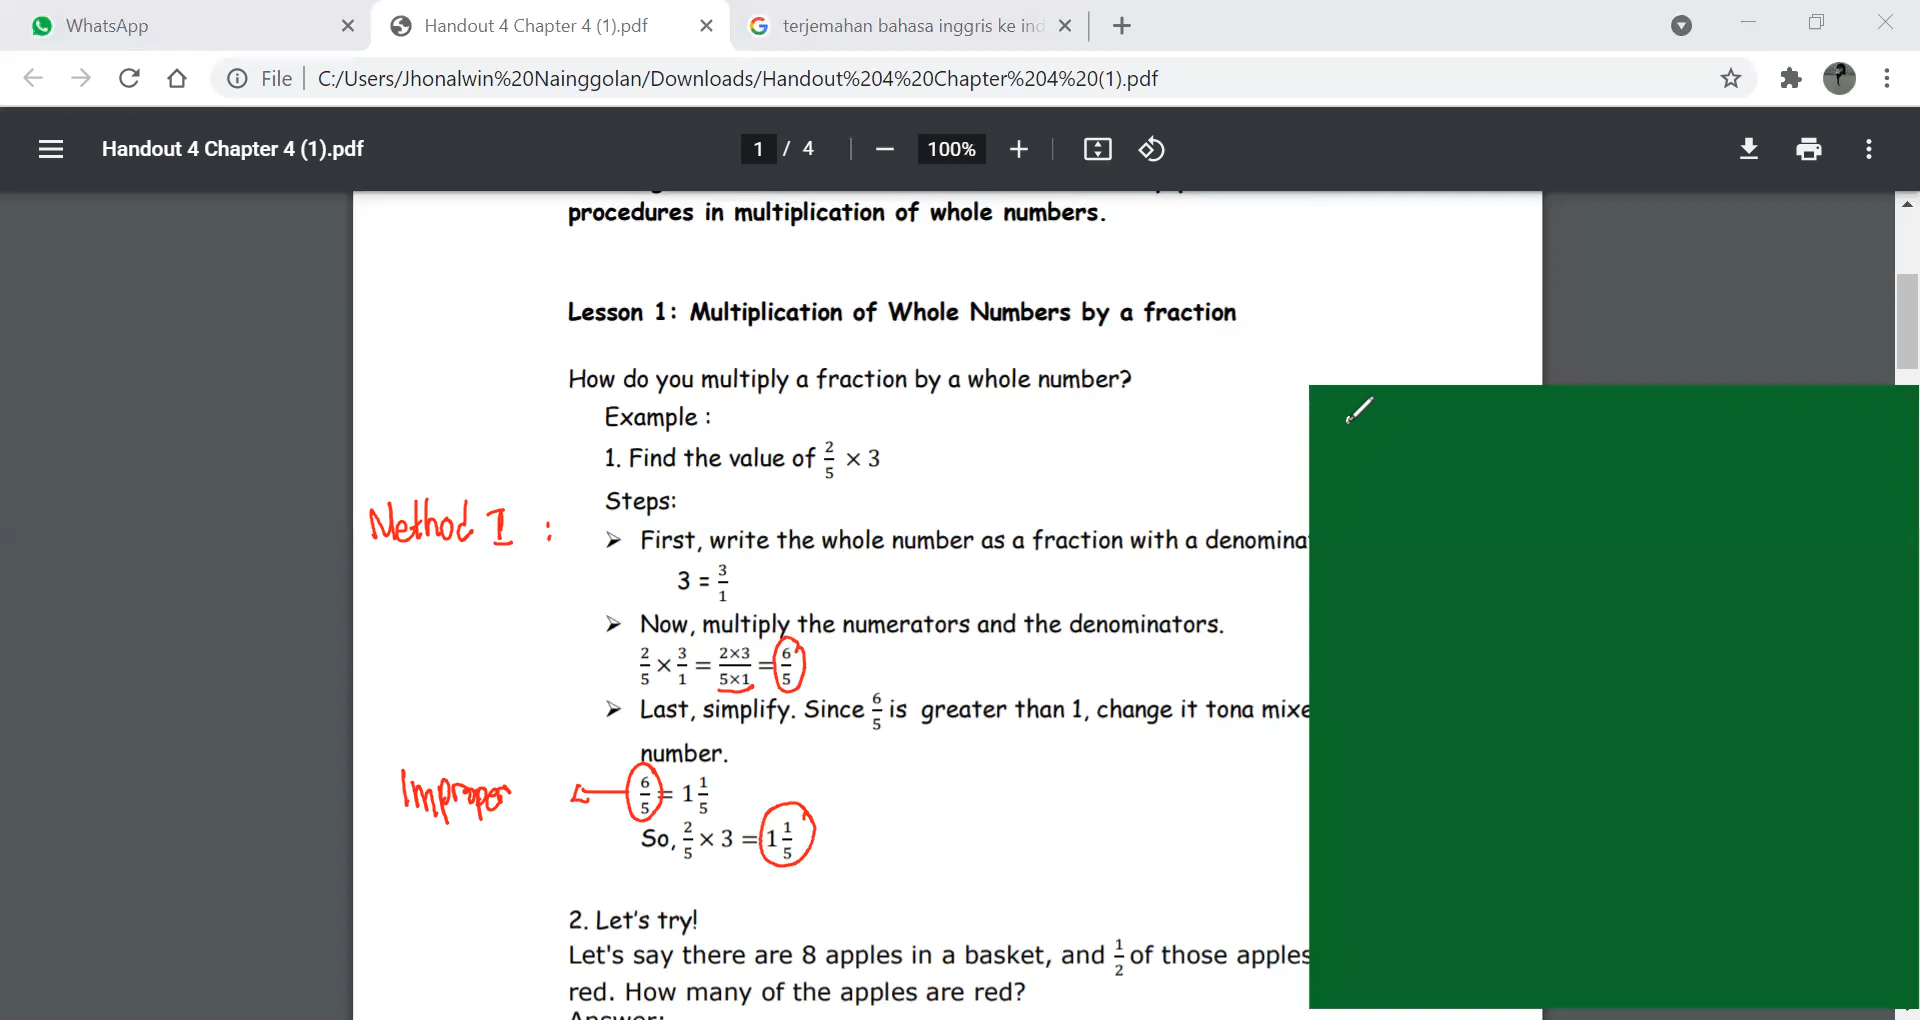 WhatsApp
Handout 4 Chapter 4 (1).pdf
terjemahan bahasa inggris ke ind
File
C:/Users/Jhonalwin%20Nainggolan/Downloads/Handout%204%20Chapter%204%20(1).pdf
Handout 4 Chapter 4 (1).pdf
1 / 4
100%
procedures in multiplication of whole numbers.
Lesson 1: Multiplication of Whole Numbers by a fraction
How do you multiply a fraction by a whole number?
Example :
1. Find the value of 2/5 × 3
Steps:
Method I :
➢ First, write the whole number as a fraction with a denomina
3 = 3/1
➢ Now, multiply the numerators and the denominators.
2/5 × 3/1 = 2×3/5×1 = 6/5
➢ Last, simplify. Since 6/5 is greater than 1, change it tona mixe
number.
Improper
6/5 = 1 1/5
So, 2/5 × 3 = 1 1/5
2. Let's try!
Let's say there are 8 apples in a basket, and 1/2 of those apples
red. How many of the apples are red?
Answer: